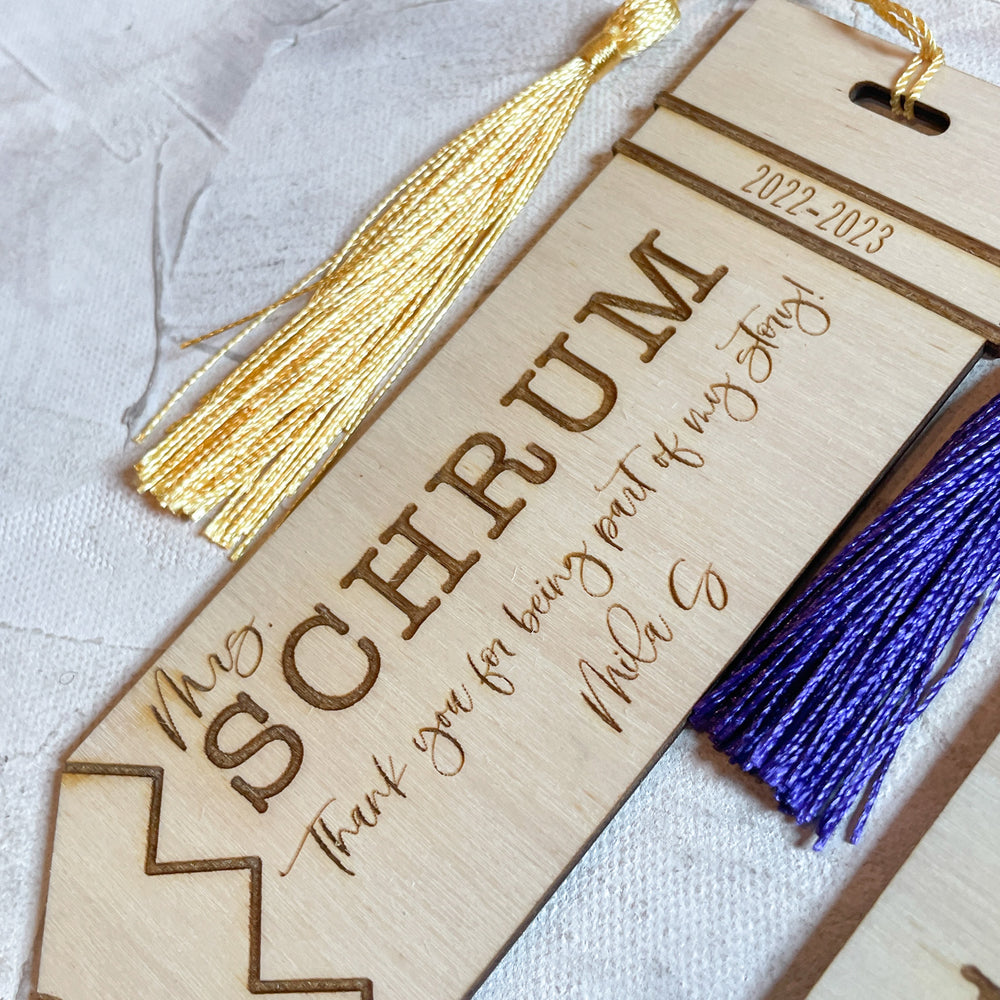 2022-2023
Mrs.
SCHRUM
Thank you for being part of my story!
Mila S